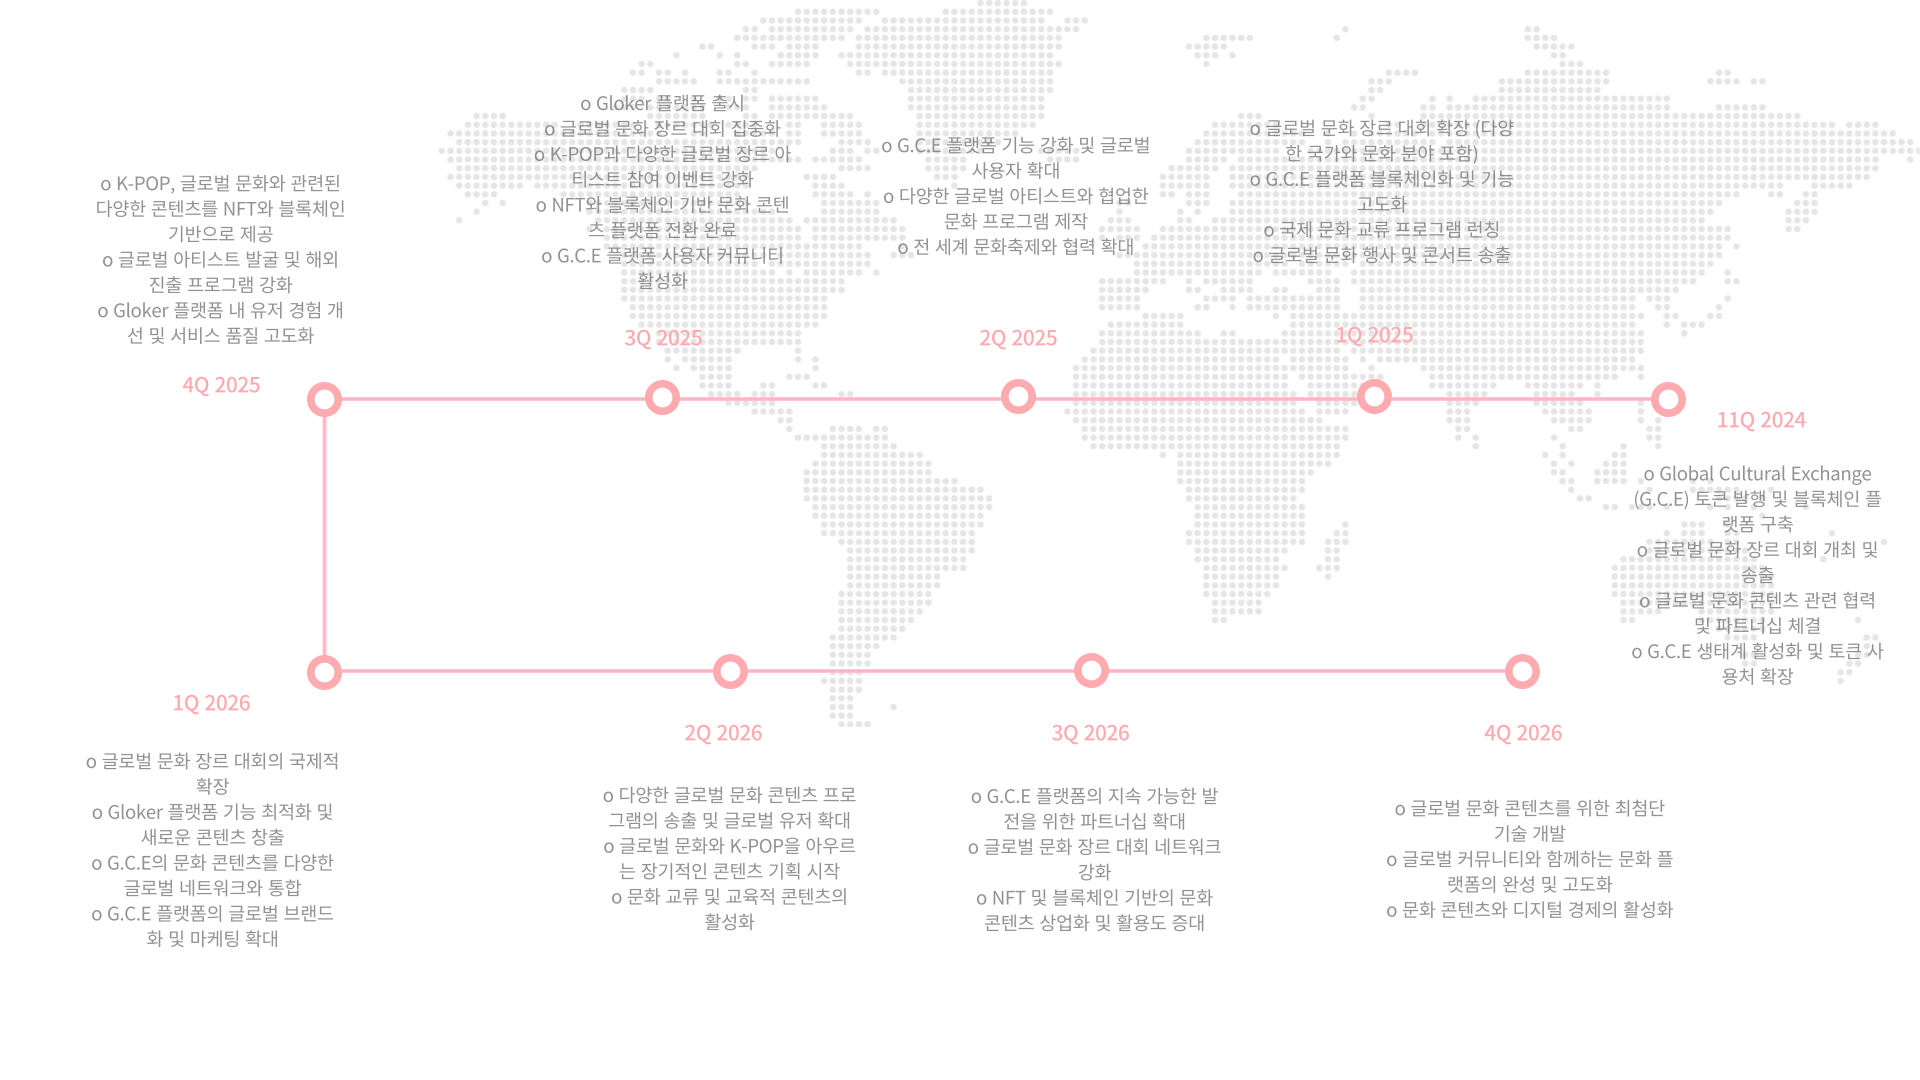 o K-POP, 글로벌 문화와 관련된
다양한 콘텐츠를 NFT와 블록체인
기반으로 제공
o 글로벌 아티스트 발굴 및 해외
진출 프로그램 강화
o Gloker 플랫폼 내 유저 경험 개
선 및 서비스 품질 고도화
4Q 2025
o Gloker 플랫폼 출시
o 글로벌 문화 장르 대회 집중화
o K-POP과 다양한 글로벌 장르 아
티스트 참여 이벤트 강화
o NFT와 블록체인 기반 문화 콘텐
츠 플랫폼 전환 완료
o G.C.E 플랫폼 사용자 커뮤니티
활성화
3Q 2025
o G.C.E 플랫폼 기능 강화 및 글로벌
사용자 확대
o 다양한 글로벌 아티스트와 협업한
문화 프로그램 제작
o 전 세계 문화축제와 협력 확대
2Q 2025
o 글로벌 문화 장르 대회 확장 (다양
한 국가와 문화 분야 포함)
o G.C.E 플랫폼 블록체인화 및 기능
고도화
o 국제 문화 교류 프로그램 런칭
o 글로벌 문화 행사 및 콘서트 송출
1Q 2025
11Q 2024
o Global Cultural Exchange
(G.C.E) 토큰 발행 및 블록체인 플
랫폼 구축
o 글로벌 문화 장르 대회 개최 및
송출
o 글로벌 문화 콘텐츠 관련 협력
및 파트너십 체결
o G.C.E 생태계 활성화 및 토큰 사
용처 확장
1Q 2026
o 글로벌 문화 장르 대회의 국제적
확장
o Gloker 플랫폼 기능 최적화 및
새로운 콘텐츠 창출
o G.C.E의 문화 콘텐츠를 다양한
글로벌 네트워크와 통합
o G.C.E 플랫폼의 글로벌 브랜드
화 및 마케팅 확대
2Q 2026
o 다양한 글로벌 문화 콘텐츠 프로
그램의 송출 및 글로벌 유저 확대
o 글로벌 문화와 K-POP을 아우르
는 장기적인 콘텐츠 기획 시작
o 문화 교류 및 교육적 콘텐츠의
활성화
3Q 2026
o G.C.E 플랫폼의 지속 가능한 발
전을 위한 파트너십 확대
o 글로벌 문화 장르 대회 네트워크
강화
o NFT 및 블록체인 기반의 문화
콘텐츠 상업화 및 활용도 증대
4Q 2026
o 글로벌 문화 콘텐츠를 위한 최첨단
기술 개발
o 글로벌 커뮤니티와 함께하는 문화 플
랫폼의 완성 및 고도화
o 문화 콘텐츠와 디지털 경제의 활성화